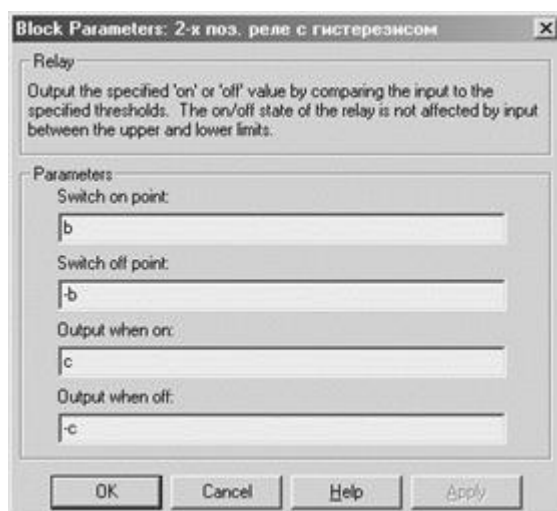 Block Parameters: 2-х поз. реле с гистерезисом
Relay
Output the specified 'on' or 'off' value by comparing the input to the
specified thresholds. The on/off state of the relay is not affected by input
between the upper and lower limits.
Parameters
Switch on point:
b
Switch off point:
-b
Output when on:
c
Output when off:
-c
OK Cancel Help Apply